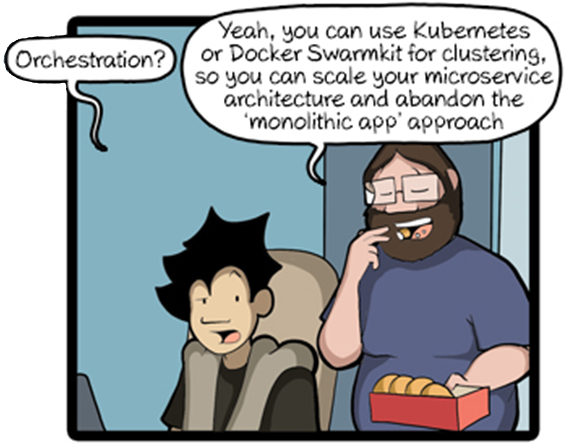 Orchestration?
Yeah, you can use Kubernetes
or Docker Swarmkit for clustering,
so you can scale your microservice
architecture and abandon the
'monolithic app' approach